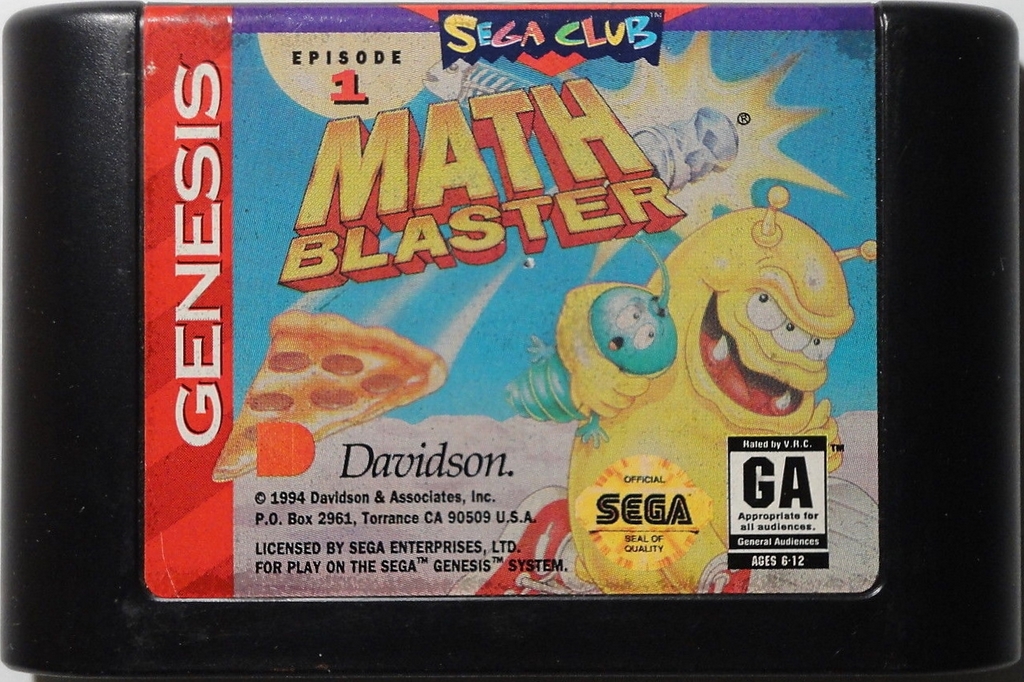 SEGA CLUB™
EPISODE
1
MATH
BLASTER®
GENESIS
Davidson.
© 1994 Davidson & Associates, Inc.
P.O. Box 2961, Torrance CA 90509 U.S.A.
LICENSED BY SEGA ENTERPRISES, LTD.
FOR PLAY ON THE SEGA™ GENESIS™ SYSTEM.
OFFICIAL
SEGA
SEAL OF
QUALITY
Rated by V.R.C.
GA™
Appropriate for
all audiences.
General Audiences
AGES 6-12